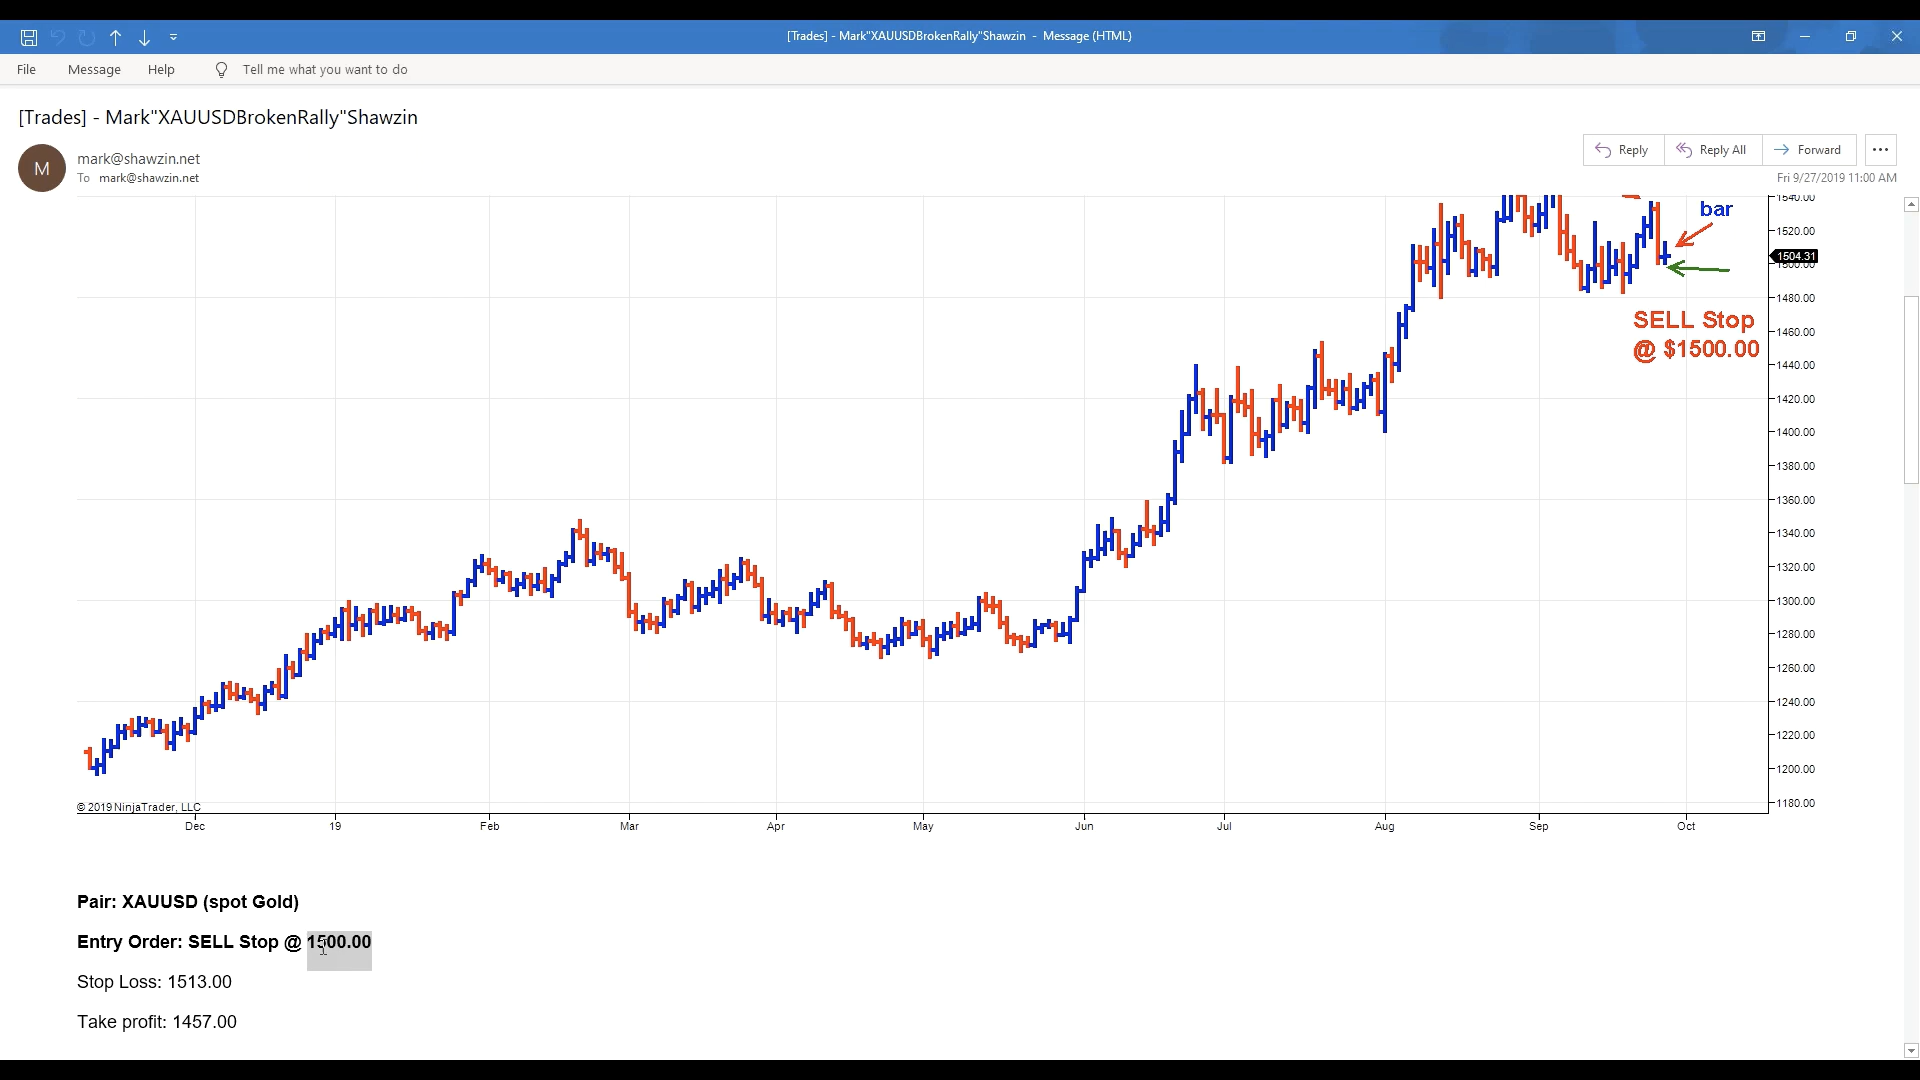 [Trades] - Mark"XAUUSDBrokenRally"Shawzin - Message (HTML)
File Message Help Tell me what you want to do
[Trades] - Mark"XAUUSDBrokenRally"Shawzin
M
mark@shawzin.net
To mark@shawzin.net
Reply Reply All Forward
Fri 9/27/2019 11:00 AM
bar
SELL Stop
@ $1500.00
1540.00
1520.00
1504.31
1500.00
1480.00
1460.00
1440.00
1420.00
1400.00
1380.00
1360.00
1340.00
1320.00
1300.00
1280.00
1260.00
1240.00
1220.00
1200.00
1180.00
© 2019 NinjaTrader, LLC
Dec 19 Feb Mar Apr May Jun Jul Aug Sep Oct
Pair: XAUUSD (spot Gold)
Entry Order: SELL Stop @ 1500.00
Stop Loss: 1513.00
Take profit: 1457.00